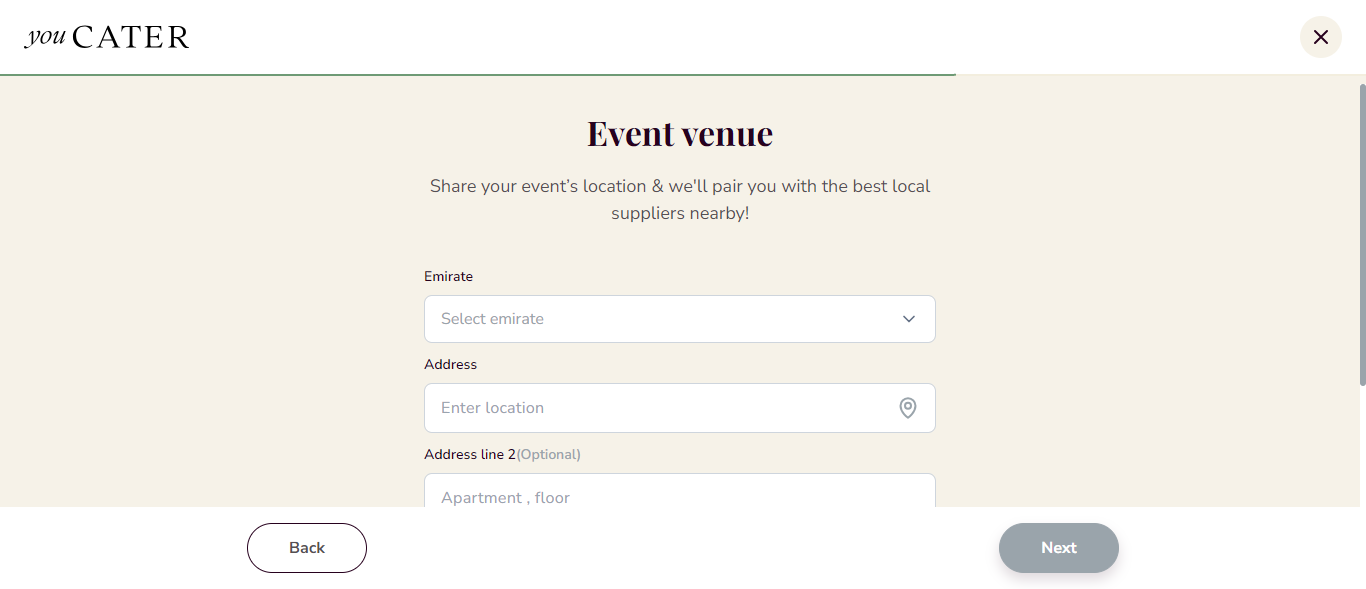 you CATER
Event venue
Share your event’s location & we'll pair you with the best local
suppliers nearby!
Emirate
Select emirate
Address
Enter location
Address line 2(Optional)
Apartment , floor
Back
Next